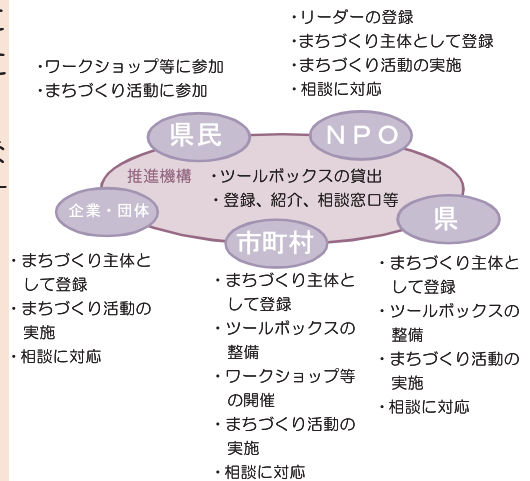 ・リーダーの登録
・まちづくり主体として登録
・まちづくり活動の実施
・相談に対応
・ワークショップ等に参加
・まちづくり活動に参加
県民
NPO
推進機構
・ツールボックスの貸出
・登録、紹介、相談窓口等
企業・団体
県
市町村
・まちづくり主体と
して登録
・まちづくり活動の
実施
・相談に対応
・まちづくり主体と
して登録
・ツールボックスの
整備
・ワークショップ等
の開催
・まちづくり活動の
実施
・相談に対応
・まちづくり主体と
して登録
・ツールボックスの
整備
・まちづくり活動の
実施
・相談に対応